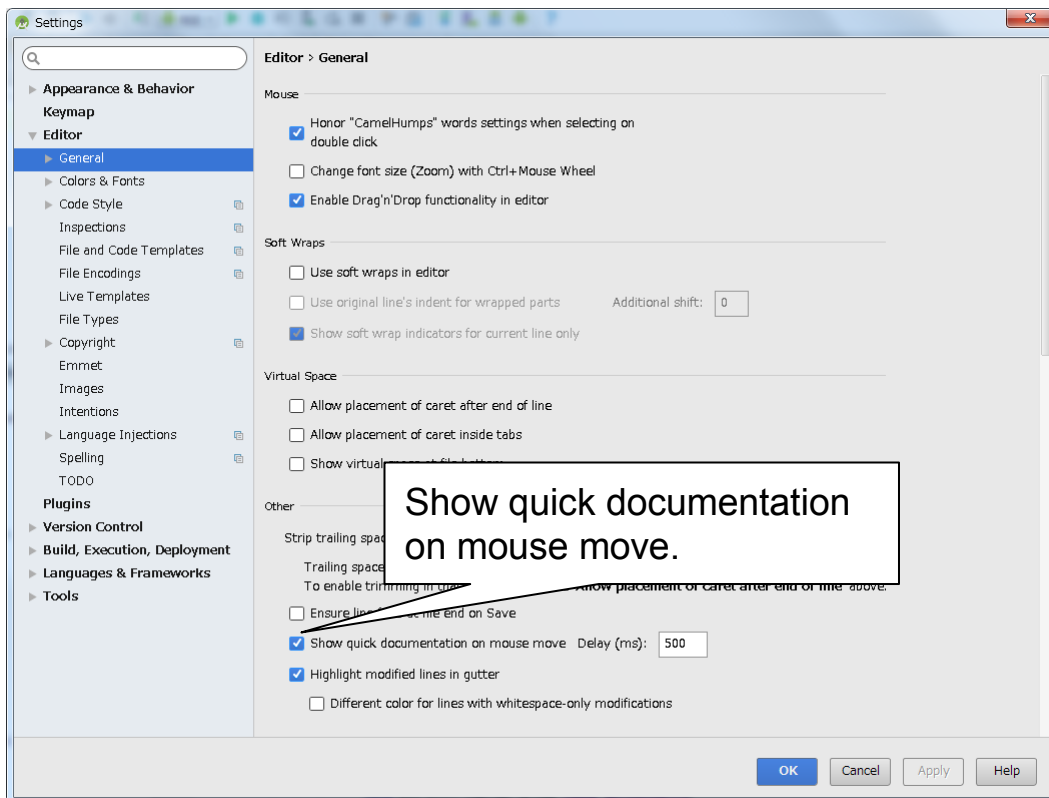 Settings
Editor > General
Appearance & Behavior
Keymap
Editor
General
Colors & Fonts
Code Style
Inspections
File and Code Templates
File Encodings
Live Templates
File Types
Copyright
Emmet
Images
Intentions
Language Injections
Spelling
TODO
Plugins
Version Control
Build, Execution, Deployment
Languages & Frameworks
Tools
Mouse
Honor "CamelHumps" words settings when selecting on
double click
Change font size (Zoom) with Ctrl+Mouse Wheel
Enable Drag'n'Drop functionality in editor
Soft Wraps
Use soft wraps in editor
Use original line's indent for wrapped parts Additional shift: 0
Show soft wrap indicators for current line only
Virtual Space
Allow placement of caret after end of line
Allow placement of caret inside tabs
Show virtual
Show quick documentation
on mouse move.
Other
Strip trailing
Trailing space
To enable trimming in
placement of caret after end of line above.
Ensure on Save
Show quick documentation on mouse move Delay (ms): 500
Highlight modified lines in gutter
Different color for lines with whitespace-only modifications
OK Cancel Apply Help